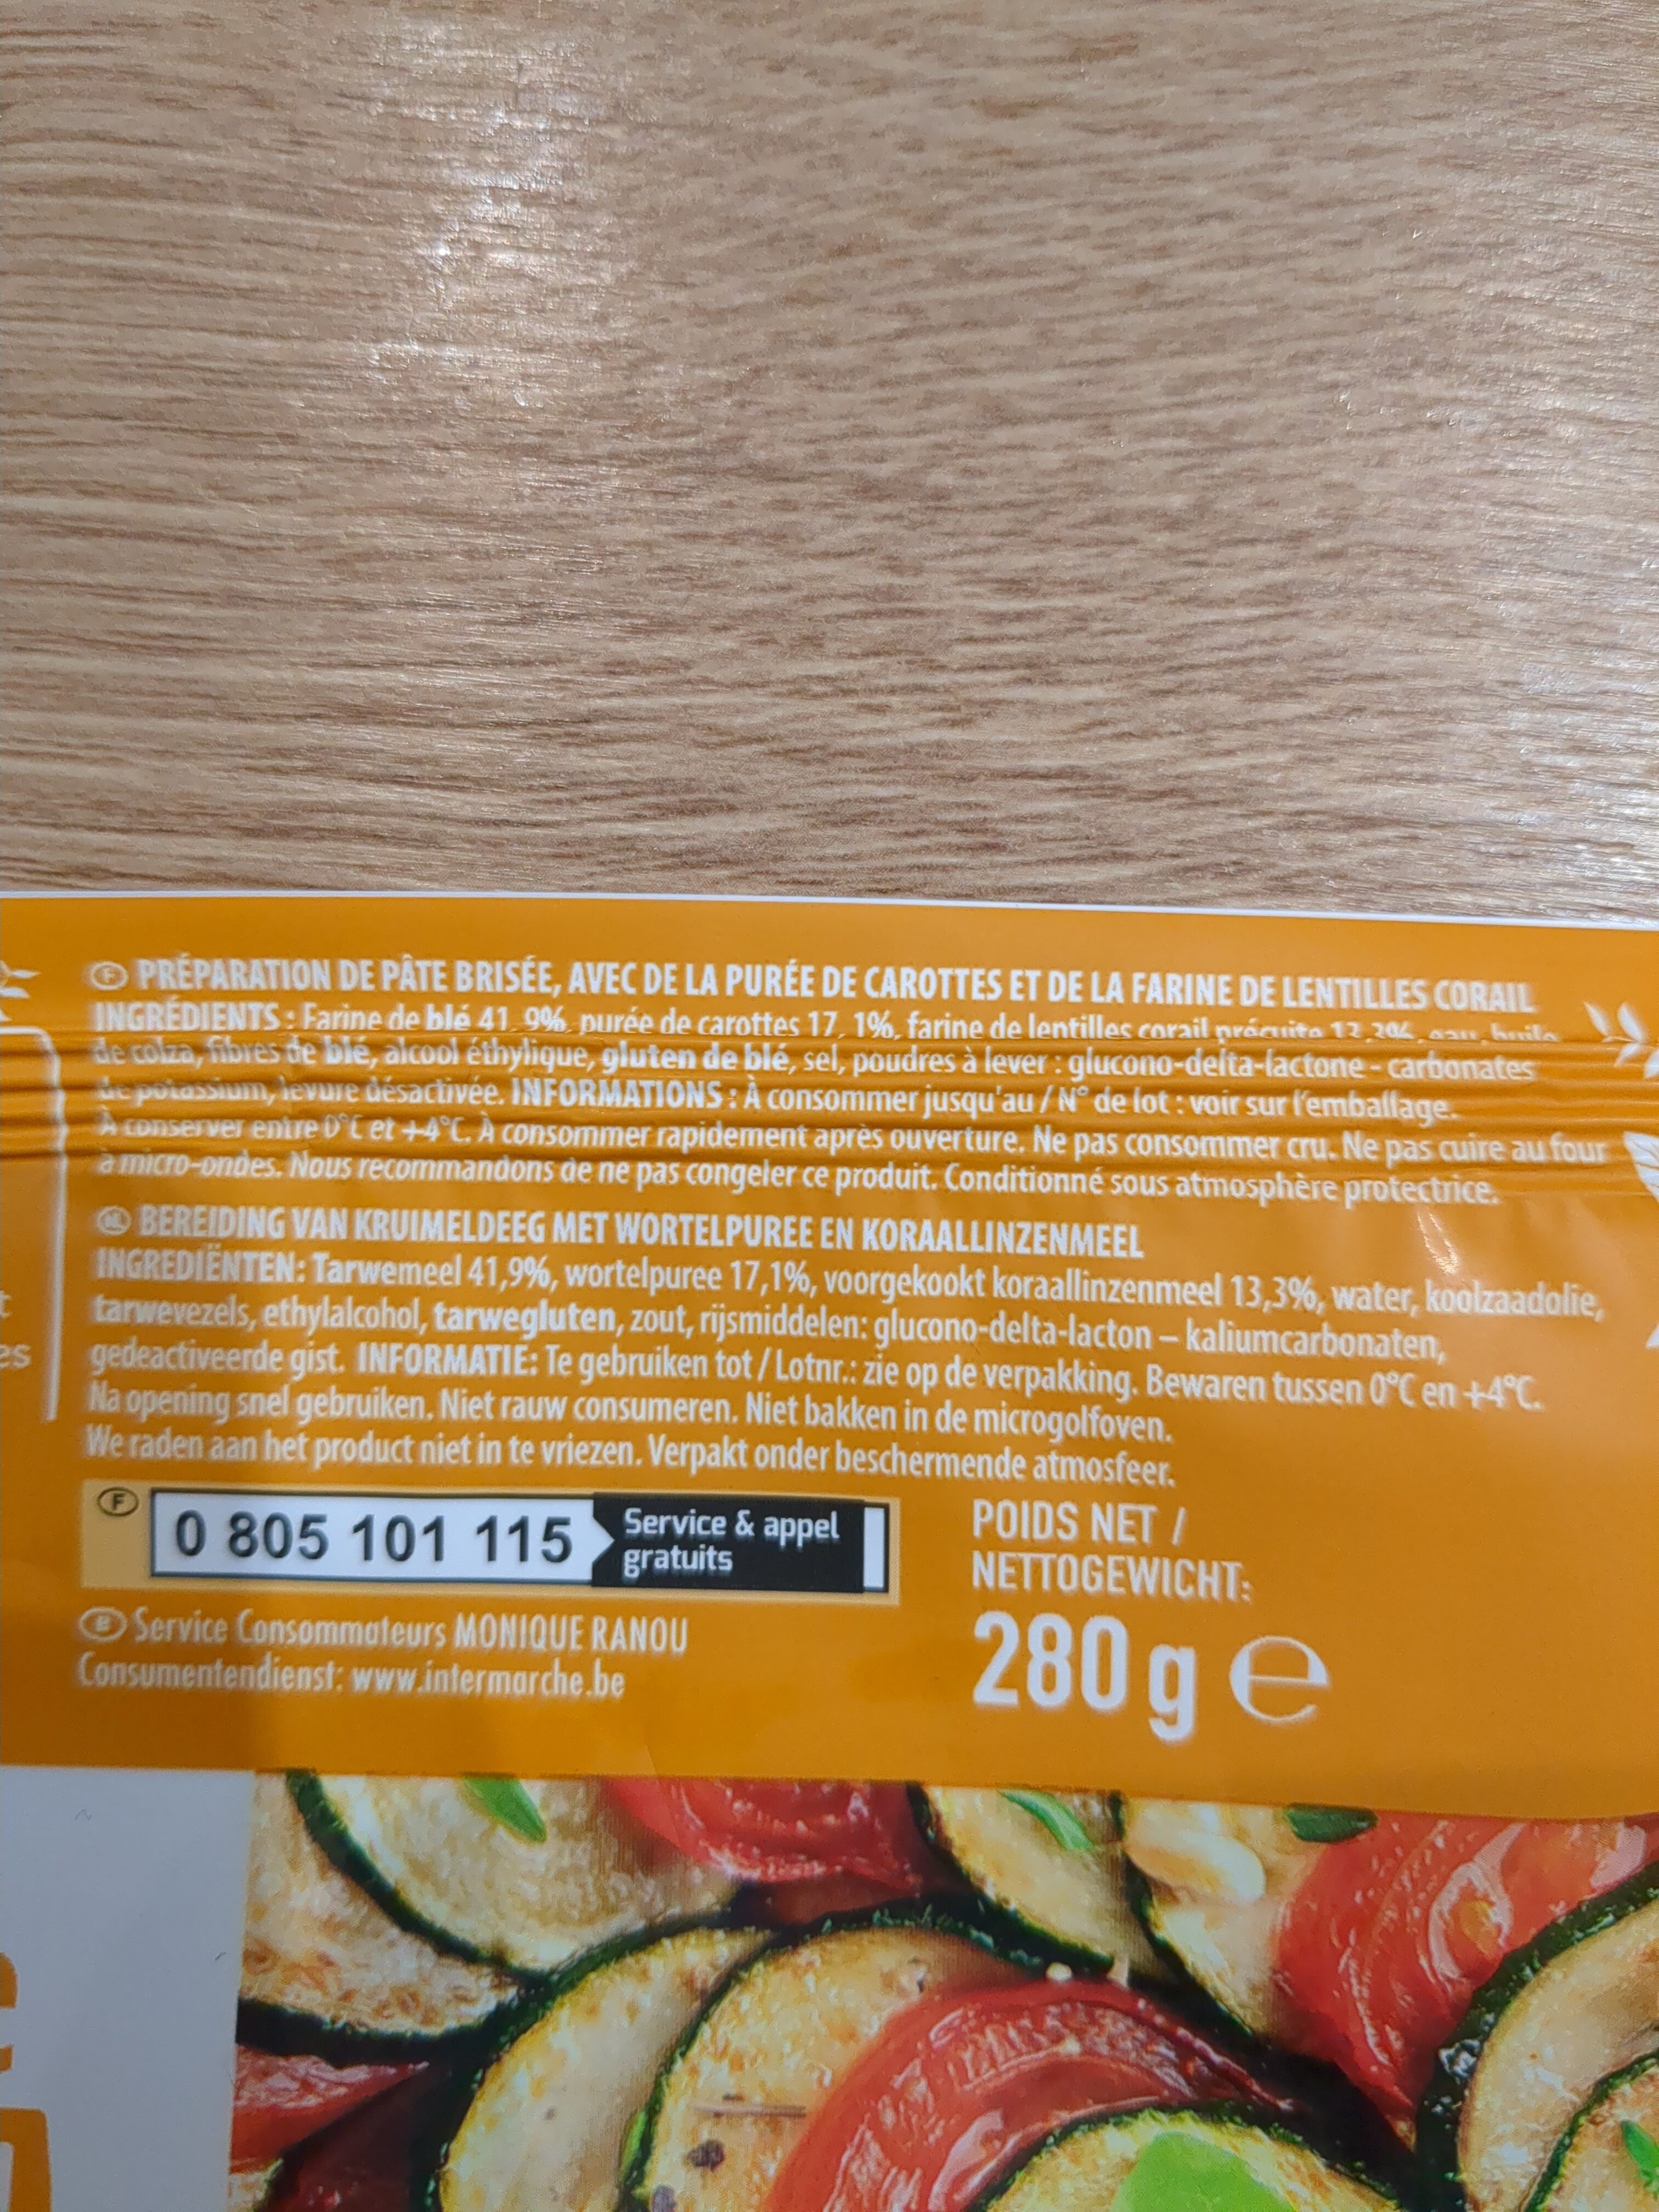 F PRÉPARATION DE PÂTE BRISÉE, AVEC DE LA PURÉE DE CAROTTES ET DE LA FARINE DE LENTILLES CORAIL
INGRÉDIENTS : Farine de blé 41, 9%, purée de carottes 17, 1%, farine de lentilles corail précuite 13,3%, eau, huile
de colza, fibres de blé, alcool éthylique, gluten de blé, sel, poudres à lever : glucono-delta-lactone - carbonates
de potassium, levure désactivée. INFORMATIONS : À consommer jusqu'au / N° de lot : voir sur l'emballage.
À conserver entre 0°C et +4°C. À consommer rapidement après ouverture. Ne pas consommer cru. Ne pas cuire au four
à micro-ondes. Nous recommandons de ne pas congeler ce produit. Conditionné sous atmosphère protectrice.
NL BEREIDING VAN KRUIMELDEEG MET WORTELPUREE EN KORAALLINZENMEEL
INGREDIËNTEN: Tarwemeel 41,9%, wortelpuree 17,1%, voorgekookt koraallinzenmeel 13,3%, water, koolzaadolie,
tarwevezels, ethylalcohol, tarwegluten, zout, rijsmiddelen: glucono-delta-lacton – kaliumcarbonaten,
gedeactiveerde gist. INFORMATIE: Te gebruiken tot / Lotnr.: zie op de verpakking. Bewaren tussen 0°C en +4°C.
Na opening snel gebruiken. Niet rauw consumeren. Niet bakken in de microgolfoven.
We raden aan het product niet in te vriezen. Verpakt onder beschermende atmosfeer.
F 0 805 101 115 Service & appel
gratuits
B Service Consommateurs MONIQUE RANOU
Consumentendienst: www.intermarche.be
POIDS NET /
NETTOGEWICHT:
280 g e